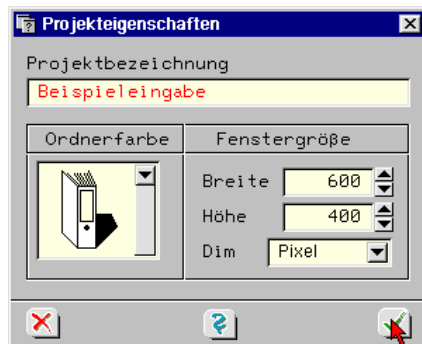 Projekteigenschaften
Projektbezeichnung
Beispieleingabe
Ordnerfarbe
Fenstergröße
Breite 600
Höhe 400
Dim Pixel